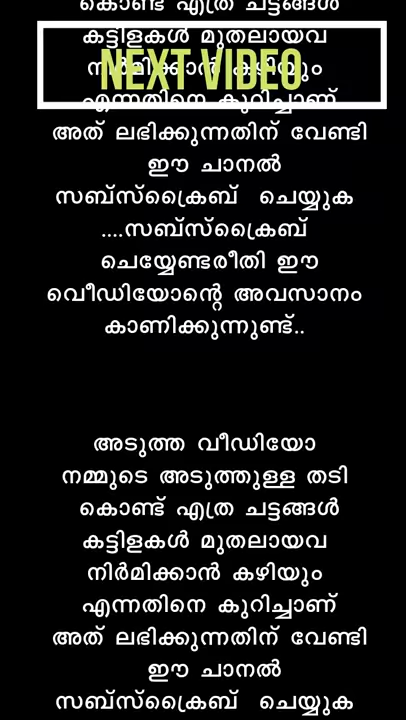 കൊണ്ട് എത്ര ചട്ടങ്ങൾ
കട്ടിളകൾ മുതലായവ
NEXT VIDEO
നിർമിക്കാൻ കഴിയും
എന്നതിനെ കുറിച്ചാണ്
അത് ലഭിക്കുന്നതിന് വേണ്ടി
ഈ ചാനൽ
സബ്സ്ക്രൈബ് ചെയ്യുക
....സബ്സ്ക്രൈബ്
ചെയ്യേണ്ടരീതി ഈ
വെീഡിയോന്റെ അവസാനം
കാണിക്കുന്നുണ്ട്..
അടുത്ത വീഡിയോ
നമ്മുടെ അടുത്തുള്ള തടി
കൊണ്ട് എത്ര ചട്ടങ്ങൾ
കട്ടിളകൾ മുതലായവ
നിർമിക്കാൻ കഴിയും
എന്നതിനെ കുറിച്ചാണ്
അത് ലഭിക്കുന്നതിന് വേണ്ടി
ഈ ചാനൽ
സബ്സ്ക്രൈബ് ചെയ്യുക